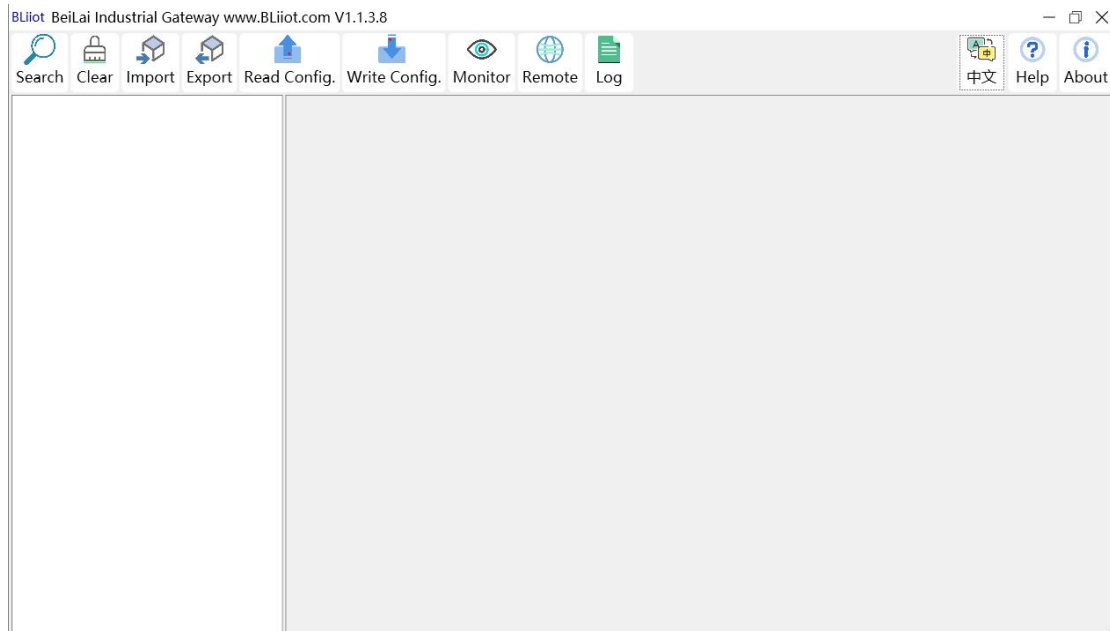 BLiiot BeiLai Industrial Gateway www.BLiiot.com V1.1.3.8
Search Clear Import Export Read Config. Write Config. Monitor Remote Log 中文 Help About